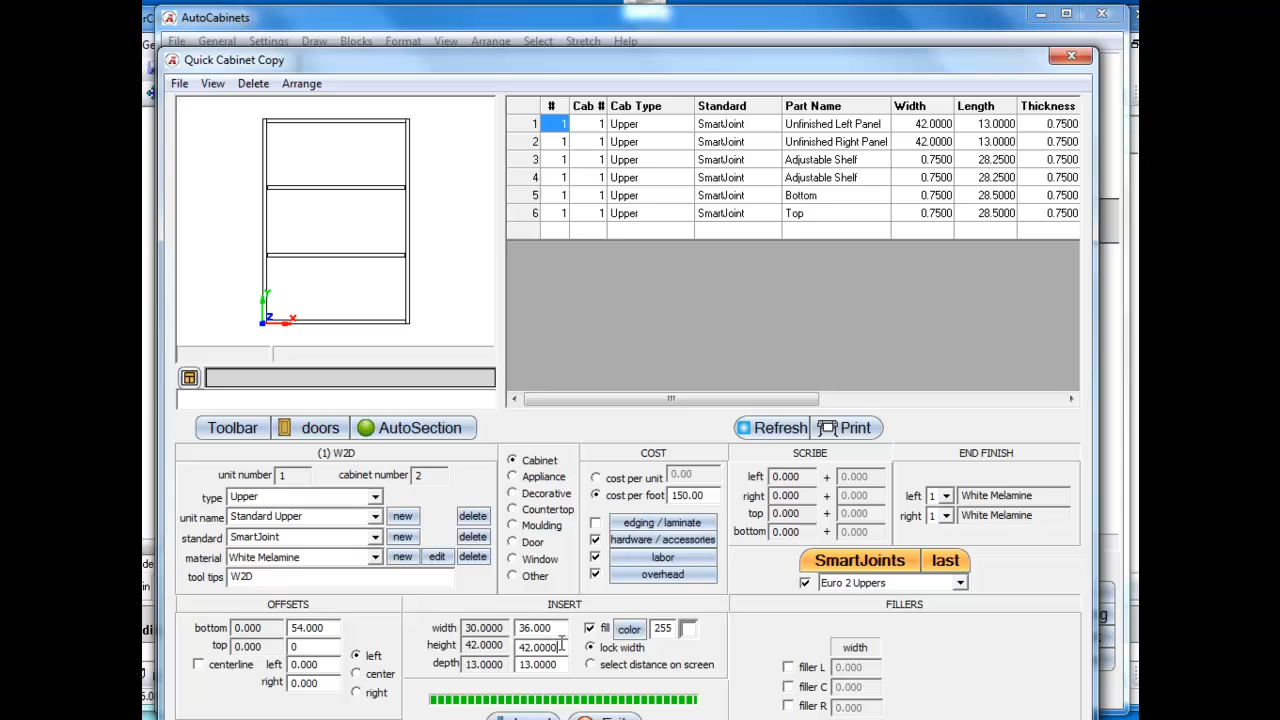 AutoCabinets
File General Settings Draw Blocks Format View Arrange Select Stretch Help
Quick Cabinet Copy
File View Delete Arrange
# Cab # Cab Type Standard Part Name Width Length Thickness
1 1 1 Upper SmartJoint Unfinished Left Panel 42.0000 13.0000 0.7500
2 1 1 Upper SmartJoint Unfinished Right Panel 42.0000 13.0000 0.7500
3 1 1 Upper SmartJoint Adjustable Shelf 0.7500 28.2500 0.7500
4 1 1 Upper SmartJoint Adjustable Shelf 0.7500 28.2500 0.7500
5 1 1 Upper SmartJoint Bottom 0.7500 28.5000 0.7500
6 1 1 Upper SmartJoint Top 0.7500 28.5000 0.7500
Y
Z X
Toolbar doors AutoSection Refresh Print
(1) W2D
unit number 1 cabinet number 2
type Upper
unit name Standard Upper new delete
standard SmartJoint new delete
material White Melamine new edit delete
tool tips W2D
Cabinet
Appliance
Decorative
Countertop
Moulding
Door
Window
Other
COST
cost per unit 0.00
cost per foot 150.00
edging / laminate
hardware / accessories
labor
overhead
SCRIBE
left 0.000 + 0.000
right 0.000 + 0.000
top 0.000 + 0.000
bottom 0.000 + 0.000
END FINISH
left 1 White Melamine
right 1 White Melamine
SmartJoints last
Euro 2 Uppers
OFFSETS
bottom 0.000 54.000
top 0.000 0
centerline left 0.000
right 0.000
left
center
right
INSERT
width 30.0000 36.000
height 42.0000 42.0000
depth 13.0000 13.0000
fill color 255
lock width
select distance on screen
FILLERS
width
filler L 0.000
filler C 0.000
filler R 0.000